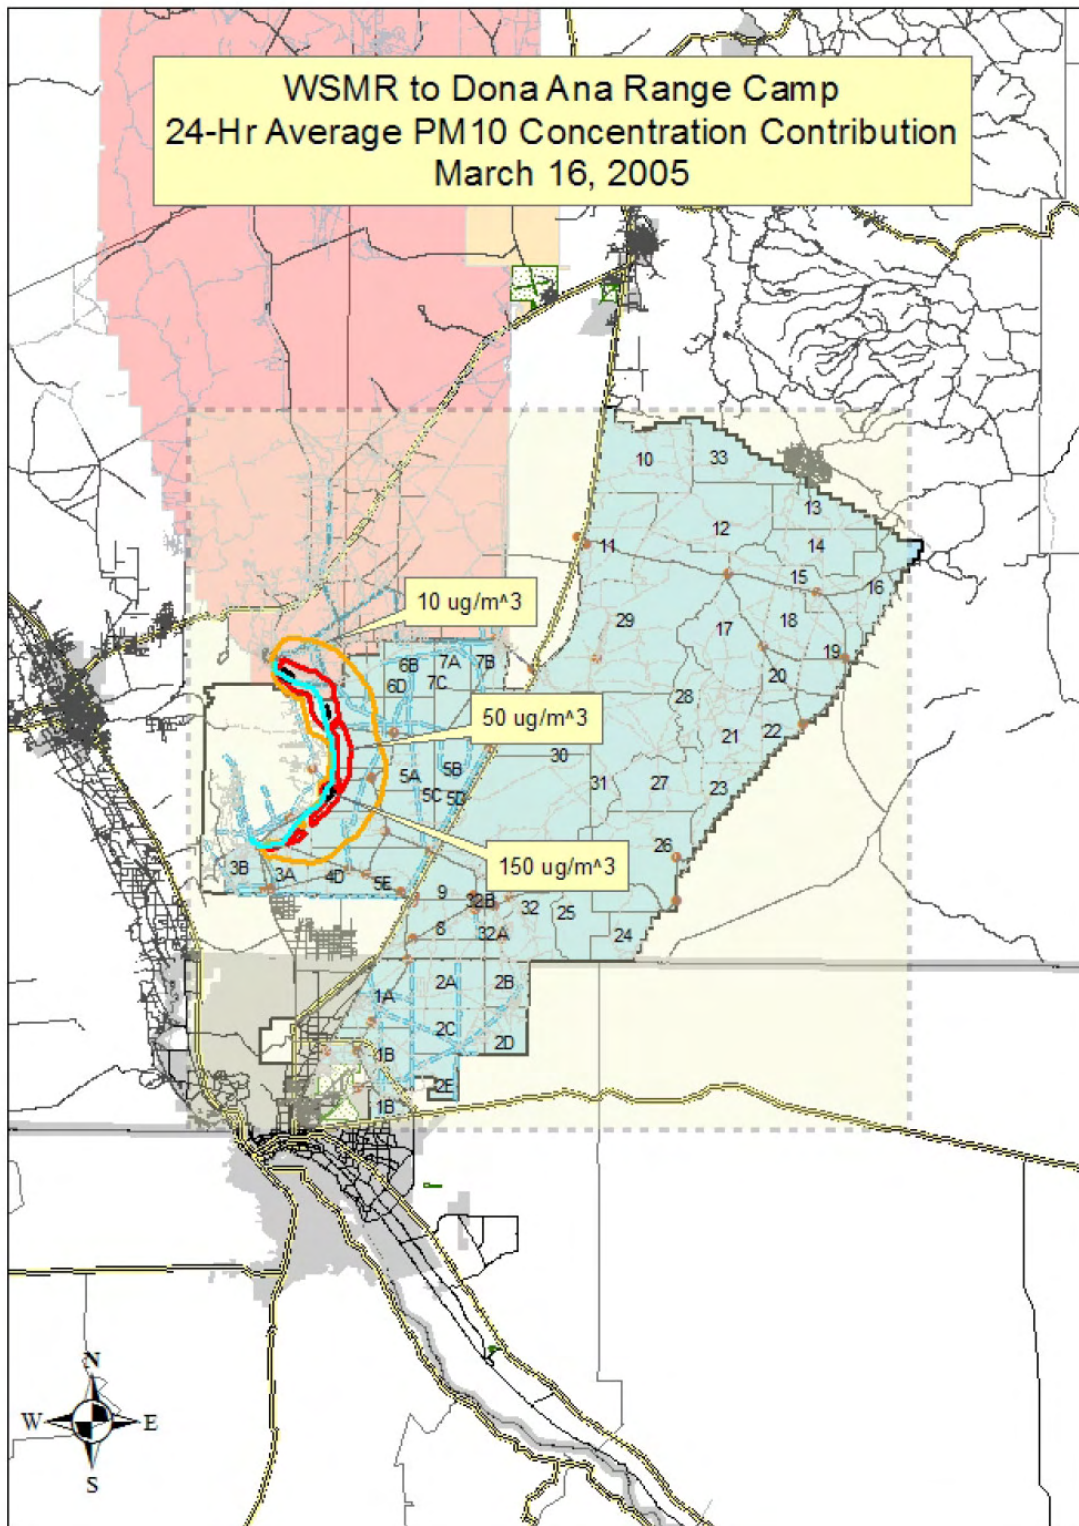 WSMR to Dona Ana Range Camp
24-Hr Average PM10 Concentration Contribution
March 16, 2005
10
33
13
12
14
11
15
16
10 ug/m^3
29
17
18
6B
7A
7B
19
6D
7C
20
28
50 ug/m^3
21
22
30
5A
5B
31
27
23
5C
5D
150 ug/m^3
26
3B
3A
4D
5E
9
32B
32
25
8
32A
24
1A
2A
2B
2C
2D
1B
2E
1B
N
W
E
S